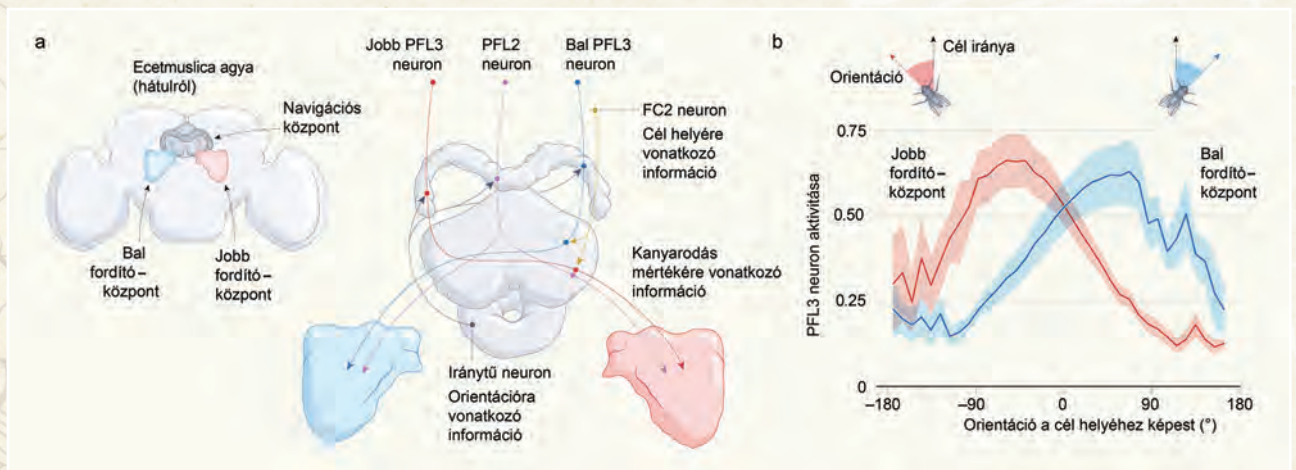 a
Ecetmuslica agya
(hátulról)
Navigációs
központ
Bal
fordító–
központ
Jobb
fordító–
központ
Jobb PFL3
neuron
PFL2
neuron
Bal PFL3
neuron
FC2 neuron
Cél helyére
vonatkozó
információ
Kanyarodás
mértékére vonatkozó
információ
Iránytű neuron
Orientációra
vonatkozó
információ
b
Cél iránya
Orientáció
Jobb
fordító–
központ
Bal
fordító–
központ
PFL3 neuron aktivitása
0.75
0.50
0.25
0
–180
–90
0
90
180
Orientáció a cél helyéhez képest (°)